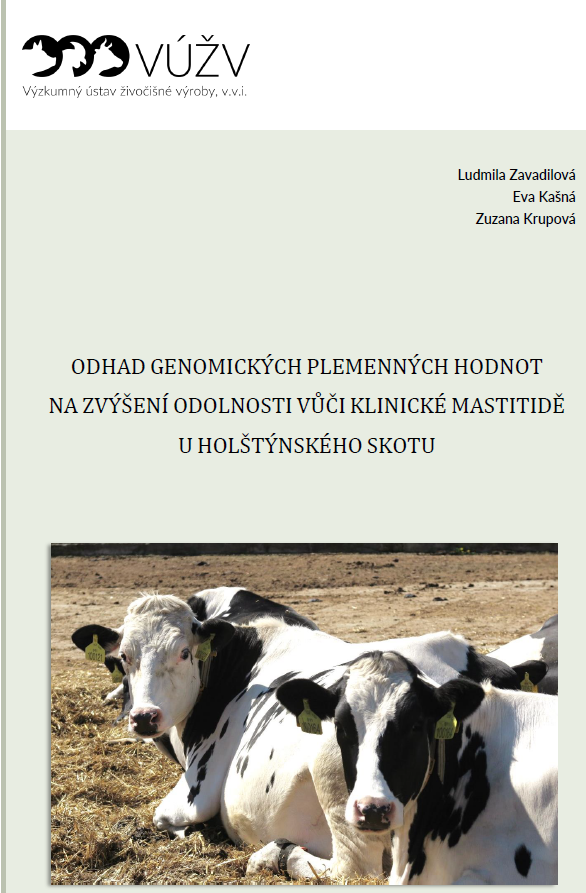 VÚŽV
Výzkumný ústav živočišné výroby, v.v.i.
Ludmila Zavadilová
Eva Kašná
Zuzana Krupová
ODHAD GENOMICKÝCH PLEMENNÝCH HODNOT
NA ZVÝŠENÍ ODOLNOSTI VŮČI KLINICKÉ MASTITIDĚ
U HOLŠTÝNSKÉHO SKOTU